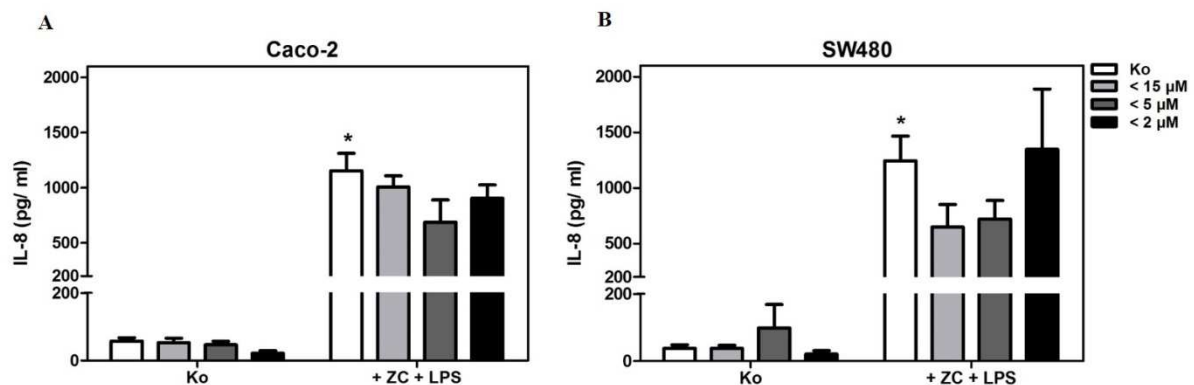 A
Caco-2
IL-8 (pg/ ml)
2000
1500
1000
500
200
200
0
*
Ko
+ ZC + LPS
B
SW480
IL-8 (pg/ ml)
2000
1500
1000
500
200
200
0
*
Ko
+ ZC + LPS
Ko
< 15 µM
< 5 µM
< 2 µM